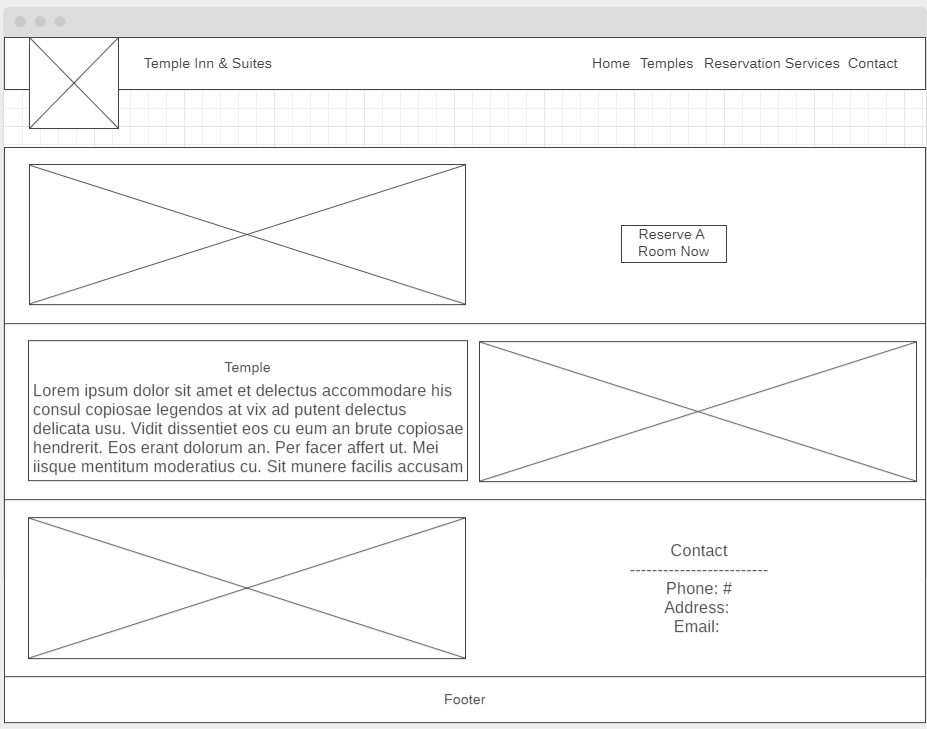 Temple Inn & Suites
Home Temples Reservation Services Contact
Reserve A
Room Now
Temple
Lorem ipsum dolor sit amet et delectus accommodare his
consul copiosae legendos at vix ad putent delectus
delicata usu. Vidit dissentiet eos cu eum an brute copiosae
hendrerit. Eos erant dolorum an. Per facer affert ut. Mei
iisque mentitum moderatius cu. Sit munere facilis accusam
Contact
-------------------------
Phone: #
Address:
Email:
Footer